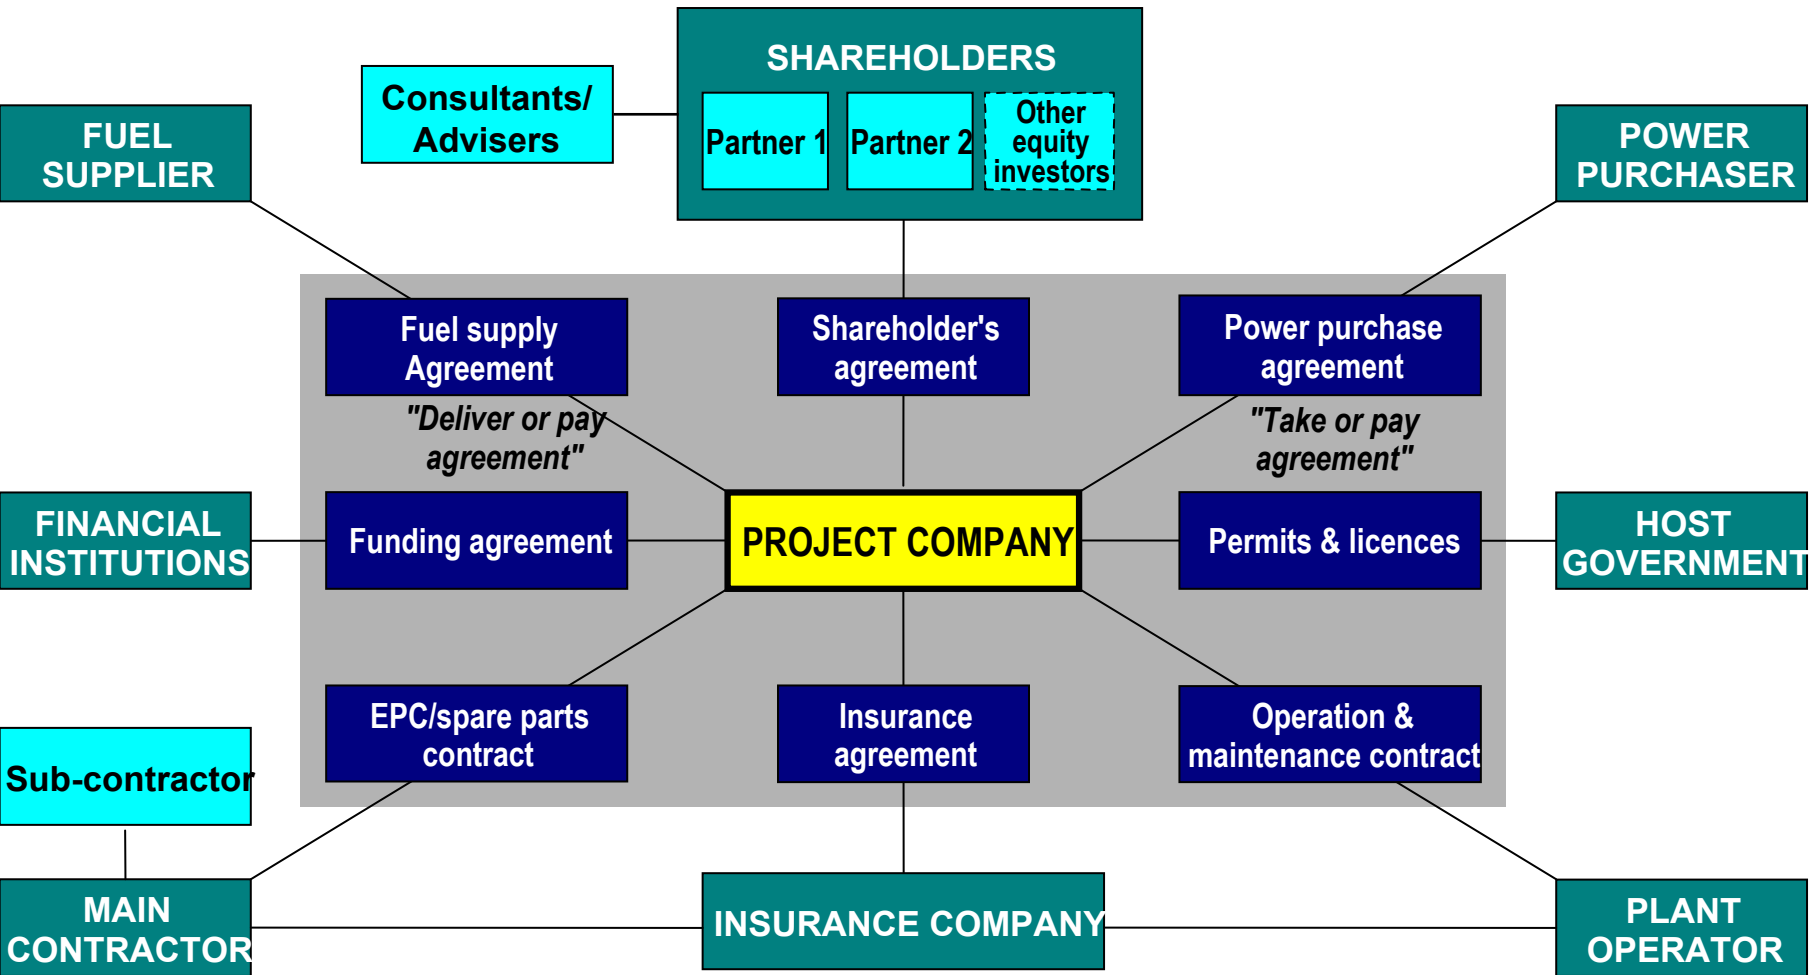 SHAREHOLDERS
Consultants/
Advisers
Partner 1
Partner 2
Other
equity
investors
FUEL
SUPPLIER
POWER
PURCHASER
Fuel supply
Agreement
Shareholder's
agreement
Power purchase
agreement
"Deliver or pay
agreement"
"Take or pay
agreement"
FINANCIAL
INSTITUTIONS
Funding agreement
PROJECT COMPANY
Permits & licences
HOST
GOVERNMENT
EPC/spare parts
contract
Insurance
agreement
Operation &
maintenance contract
Sub-contractor
MAIN
CONTRACTOR
INSURANCE COMPANY
PLANT
OPERATOR